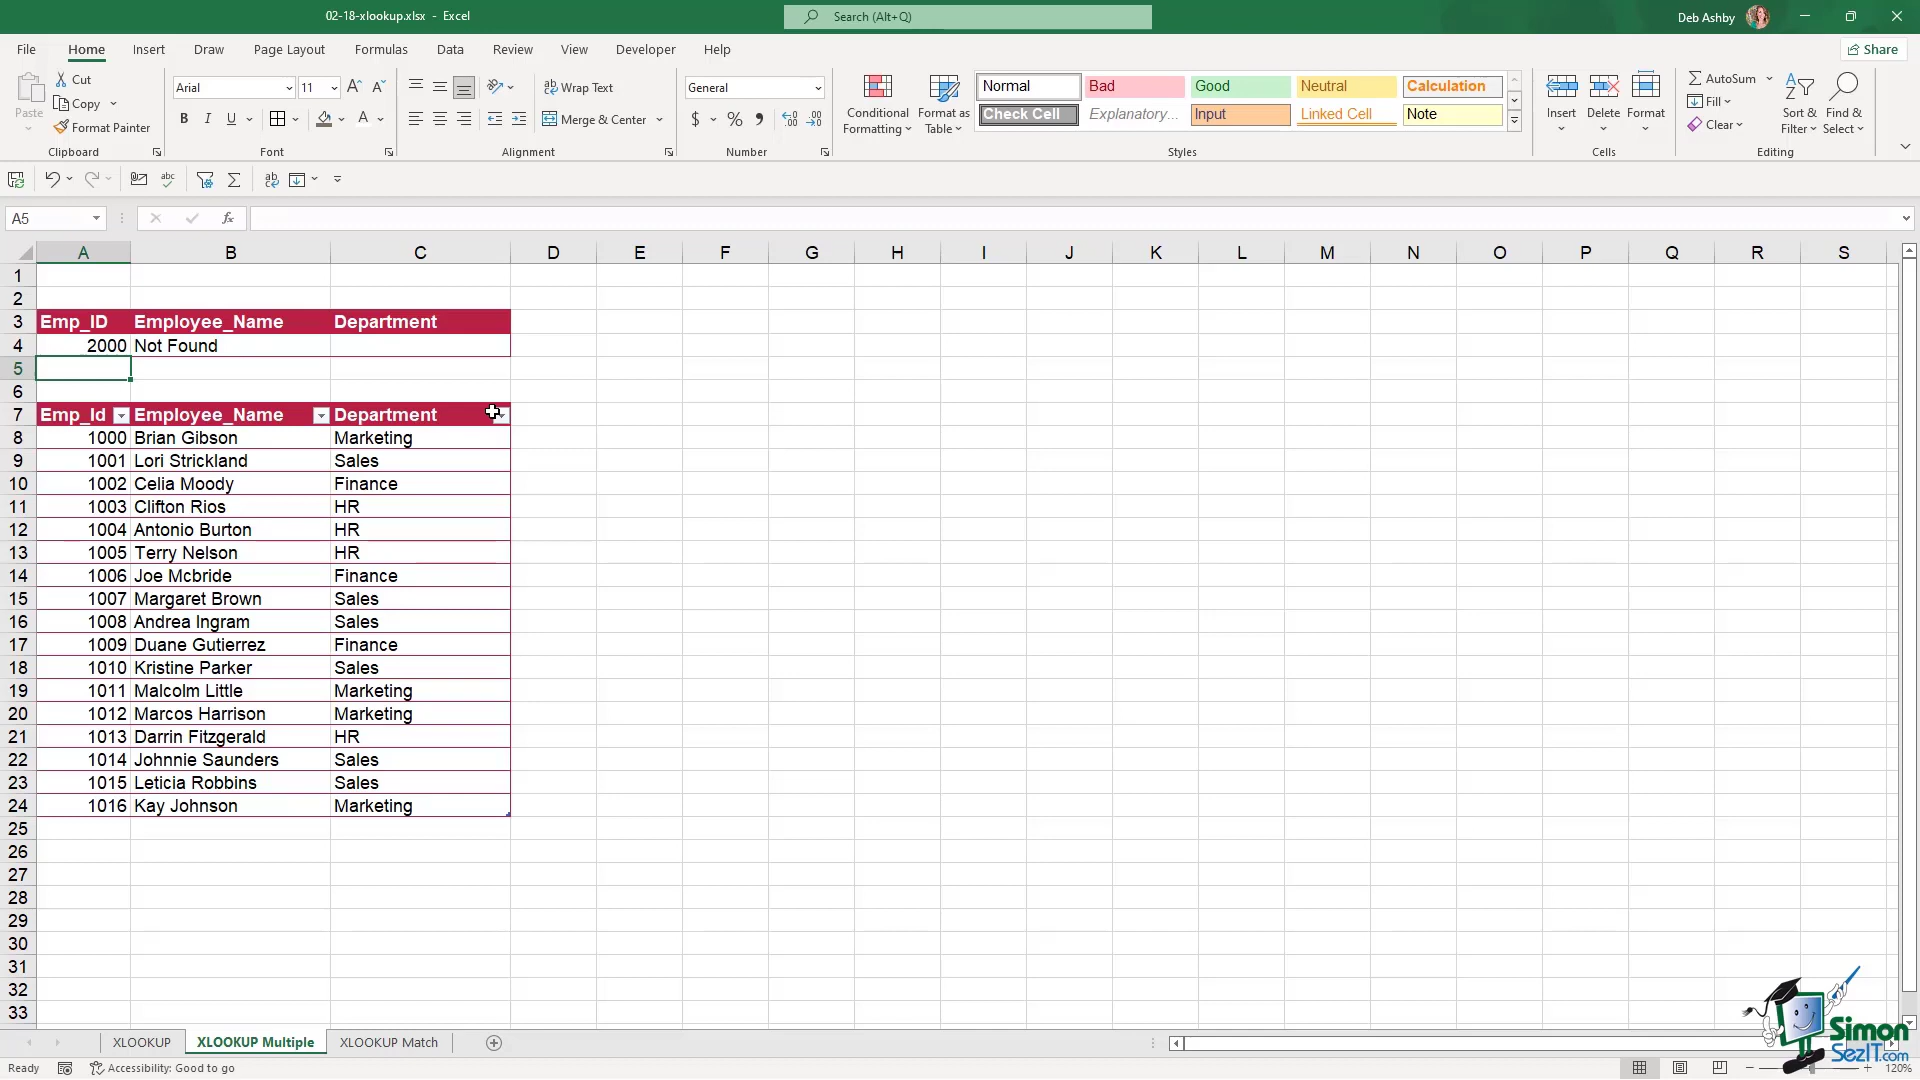 02-18-xlookup.xlsx - Excel
Search (Alt+Q)
Deb Ashby
File Home Insert Draw Page Layout Formulas Data Review View Developer Help
Share
Paste
Cut
Copy
Format Painter
Clipboard
Arial 11
B I U
Font
Wrap Text
Merge & Center
Alignment
General
$ % 9
Number
Conditional Formatting
Format as Table
Normal Bad Good Neutral Calculation
Check Cell Explanatory... Input Linked Cell Note
Styles
Insert Delete Format
Cells
AutoSum
Fill
Clear
Sort & Filter
Find & Select
Editing
A5
fx
A B C D E F G H I J K L M N O P Q R S
1
2
3 Emp_ID Employee_Name Department
4 2000 Not Found
5
6
7 Emp_Id Employee_Name Department
8 1000 Brian Gibson Marketing
9 1001 Lori Strickland Sales
10 1002 Celia Moody Finance
11 1003 Clifton Rios HR
12 1004 Antonio Burton HR
13 1005 Terry Nelson HR
14 1006 Joe Mcbride Finance
15 1007 Margaret Brown Sales
16 1008 Andrea Ingram Sales
17 1009 Duane Gutierrez Finance
18 1010 Kristine Parker Sales
19 1011 Malcolm Little Marketing
20 1012 Marcos Harrison Marketing
21 1013 Darrin Fitzgerald HR
22 1014 Johnnie Saunders Sales
23 1015 Leticia Robbins Sales
24 1016 Kay Johnson Marketing
25
26
27
28
29
30
31
32
33
XLOOKUP XLOOKUP Multiple XLOOKUP Match
Simon
SezIT.com
Ready
Accessibility: Good to go
120%